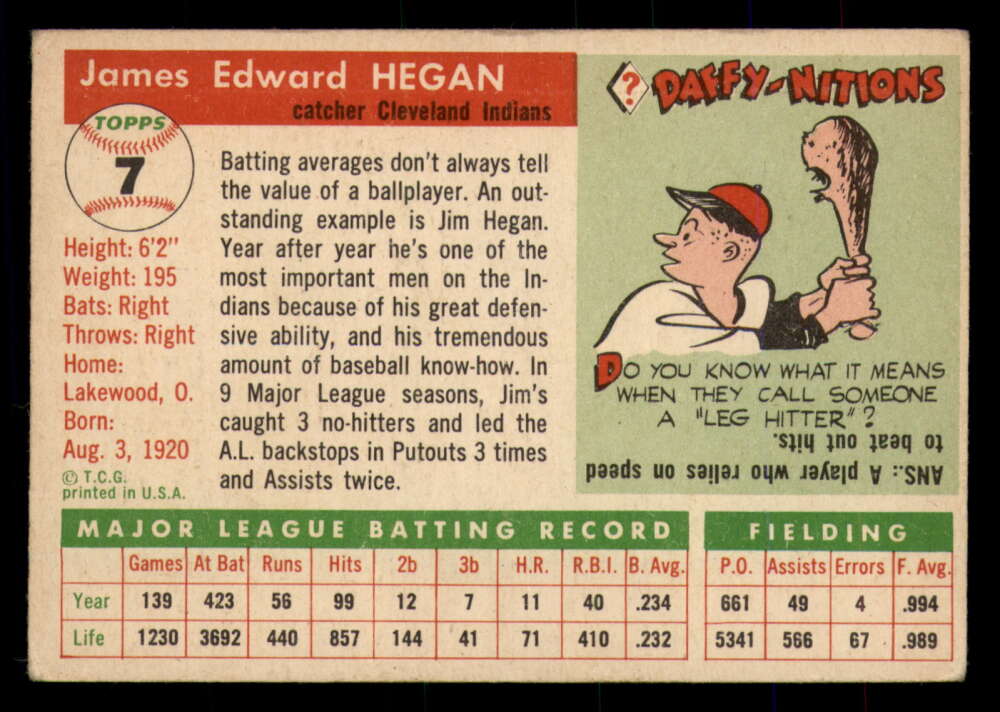 James Edward HEGAN
catcher Cleveland Indians
TOPPS
7
Height: 6'2"
Weight: 195
Bats: Right
Throws: Right
Home:
Lakewood, O.
Born:
Aug. 3, 1920
© T.C.G.
printed in U.S.A.
Batting averages don't always tell
the value of a ballplayer. An out-
standing example is Jim Hegan.
Year after year he's one of the
most important men on the In-
dians because of his great defen-
sive ability, and his tremendous
amount of baseball know-how. In
9 Major League seasons, Jim's
caught 3 no-hitters and led the
A.L. backstops in Putouts 3 times
and Assists twice.
? DAFFY-NITIONS
DO YOU KNOW WHAT IT MEANS
WHEN THEY CALL SOMEONE
A "LEG HITTER"?
ANS.: A player who relies on speed
to beat out hits.
MAJOR LEAGUE BATTING RECORD
Games At Bat Runs Hits 2b 3b H.R. R.B.I. B. Avg.
Year 139 423 56 99 12 7 11 40 .234
Life 1230 3692 440 857 144 41 71 410 .232
FIELDING
P.O. Assists Errors F. Avg.
661 49 4 .994
5341 566 67 .989